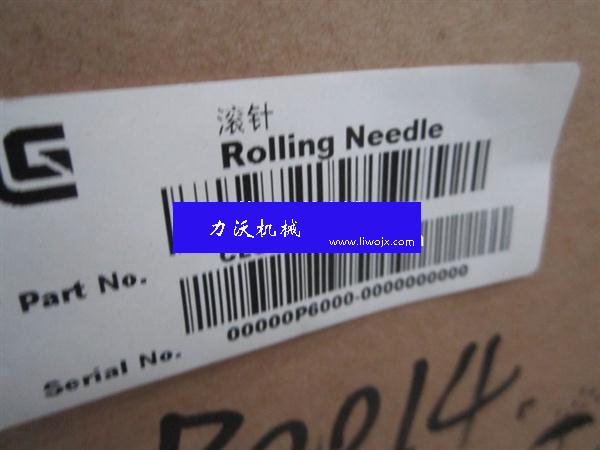 滚针
Rolling Needle
力沃机械
www.liwojx.com
Part No.
00000P6000-0000000000
Serial No.